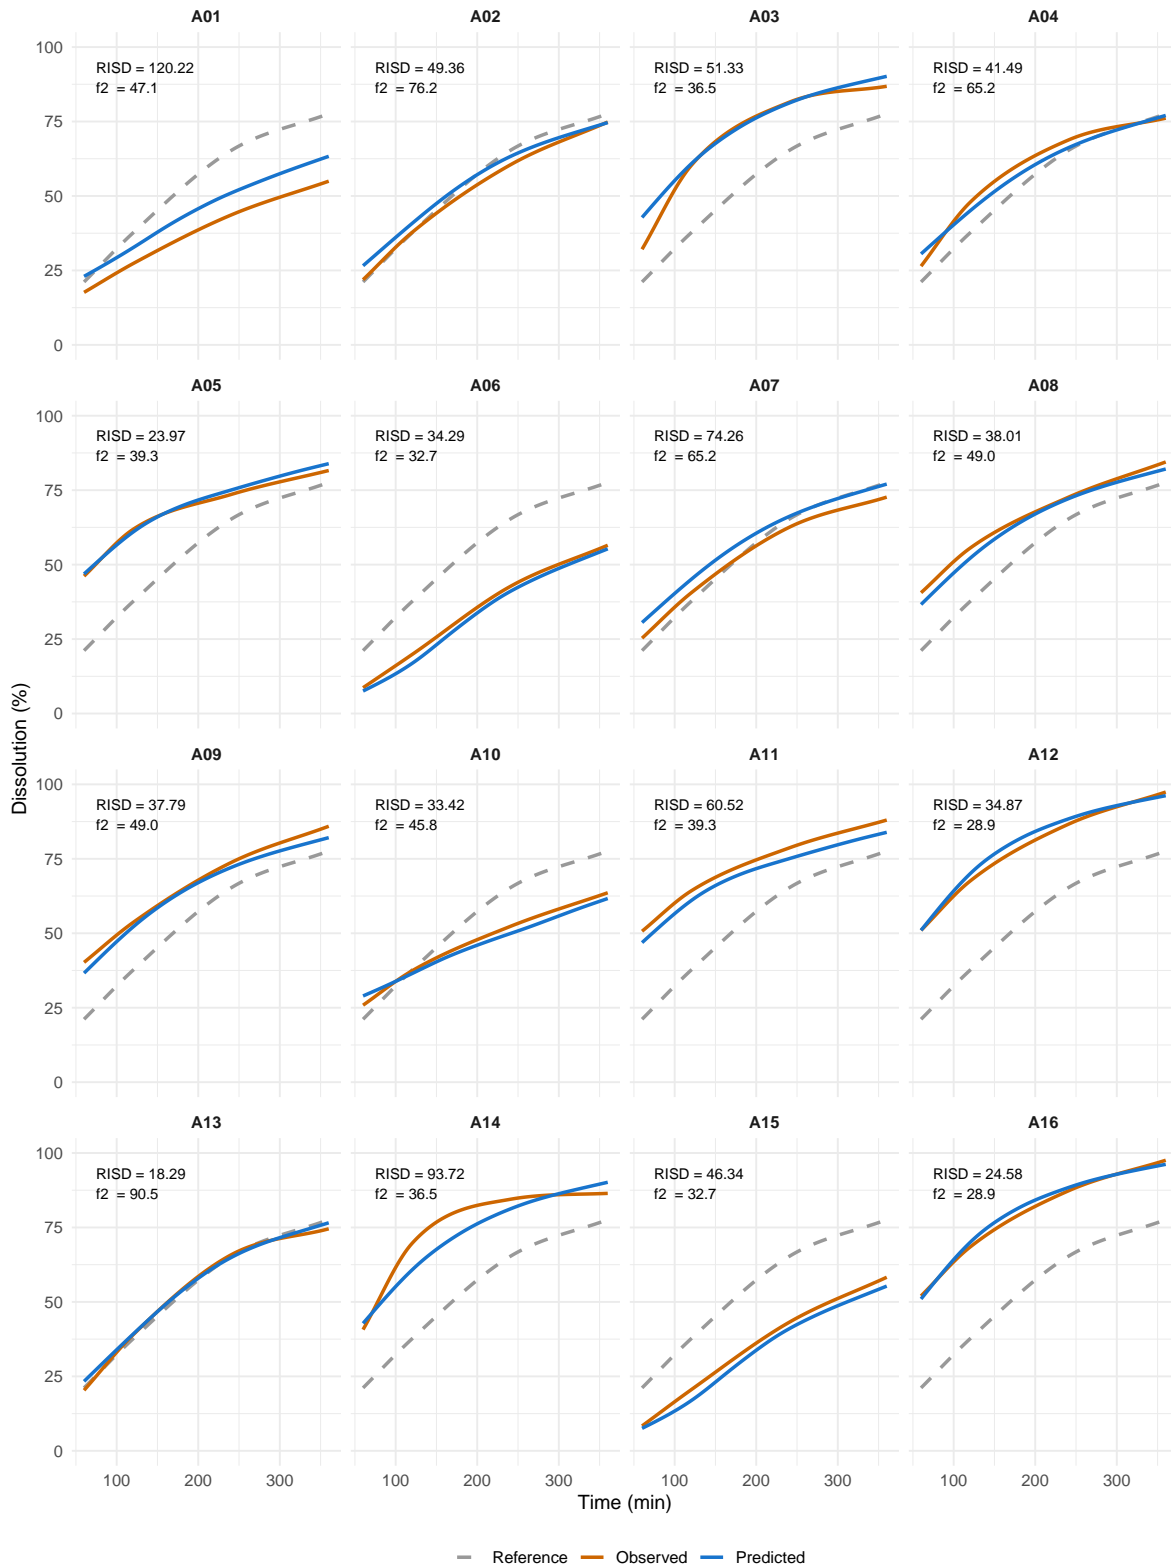 A01 A02 A03 A04
100
75
50
25
0
RISD = 120.22
f2 = 47.1
RISD = 49.36
f2 = 76.2
RISD = 51.33
f2 = 36.5
RISD = 41.49
f2 = 65.2
A05 A06 A07 A08
100
75
50
25
0
RISD = 23.97
f2 = 39.3
RISD = 34.29
f2 = 32.7
RISD = 74.26
f2 = 65.2
RISD = 38.01
f2 = 49.0
Dissolution (%)
A09 A10 A11 A12
100
75
50
25
0
RISD = 37.79
f2 = 49.0
RISD = 33.42
f2 = 45.8
RISD = 60.52
f2 = 39.3
RISD = 34.87
f2 = 28.9
A13 A14 A15 A16
100
75
50
25
0
RISD = 18.29
f2 = 90.5
RISD = 93.72
f2 = 36.5
RISD = 46.34
f2 = 32.7
RISD = 24.58
f2 = 28.9
100 200 300 100 200 300 100 200 300 100 200 300
Time (min)
Reference Observed Predicted